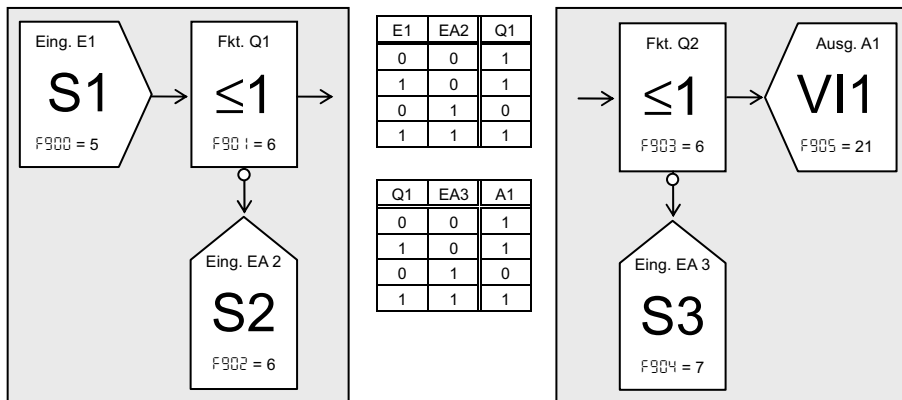 Eing. E1
S1
F900 = 5
Fkt. Q1
≤1
F901 = 6
Eing. EA 2
S2
F902 = 6
E1 EA2 Q1
0 0 1
1 0 1
0 1 0
1 1 1
Q1 EA3 A1
0 0 1
1 0 1
0 1 0
1 1 1
Fkt. Q2
≤1
F903 = 6
Ausg. A1
VI1
F905 = 21
Eing. EA 3
S3
F904 = 7